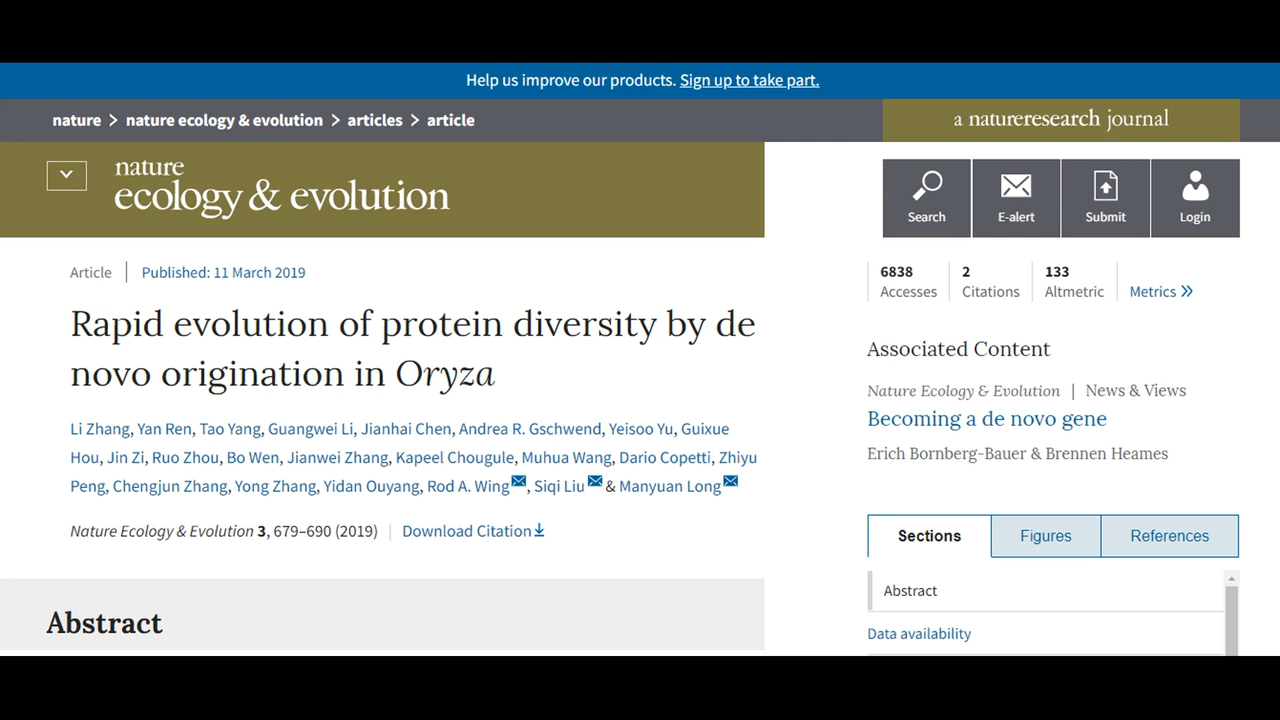 Help us improve our products. Sign up to take part.
nature > nature ecology & evolution > articles > article
a natureresearch journal
nature
ecology & evolution
Search
E-alert
Submit
Login
Article
Published: 11 March 2019
Rapid evolution of protein diversity by de
novo origination in Oryza
Li Zhang, Yan Ren, Tao Yang, Guangwei Li, Jianhai Chen, Andrea R. Gschwend, Yeisoo Yu, Guixue
Hou, Jin Zi, Ruo Zhou, Bo Wen, Jianwei Zhang, Kapeel Chougule, Muhua Wang, Dario Copetti, Zhiyu
Peng, Chengjun Zhang, Yong Zhang, Yidan Ouyang, Rod A. Wing, Siqi Liu & Manyuan Long
Nature Ecology & Evolution 3, 679–690 (2019) | Download Citation
Abstract
6838
Accesses
2
Citations
133
Altmetric
Metrics »
Associated Content
Nature Ecology & Evolution | News & Views
Becoming a de novo gene
Erich Bornberg-Bauer & Brennen Heames
Sections
Figures
References
Abstract
Data availability